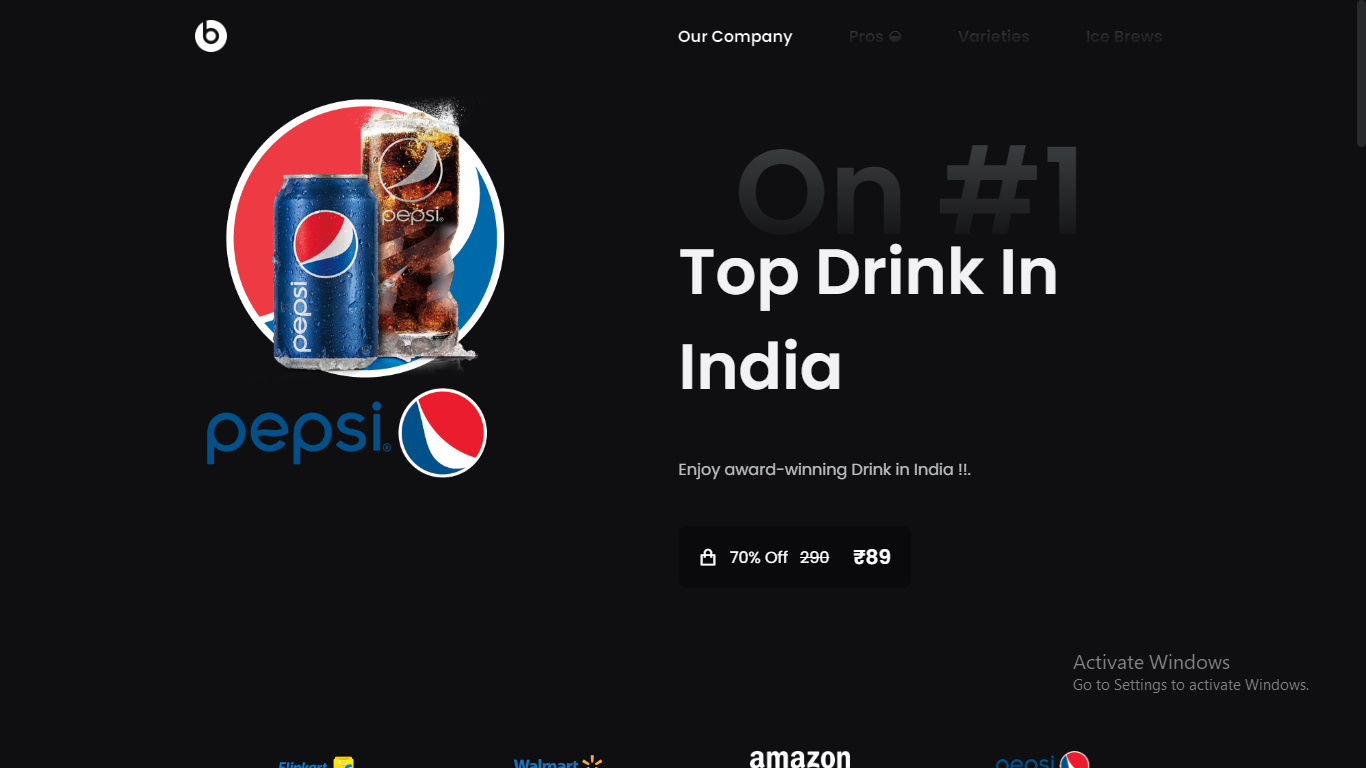 b
Our Company
Pros
Varieties
Ice Brews
pepsi
pepsi
pepsi
On #1
Top Drink In
India
Enjoy award-winning Drink in India !!.
70% Off 290 ₹89
Activate Windows
Go to Settings to activate Windows.
Flipkart
Walmart
amazon
pepsi